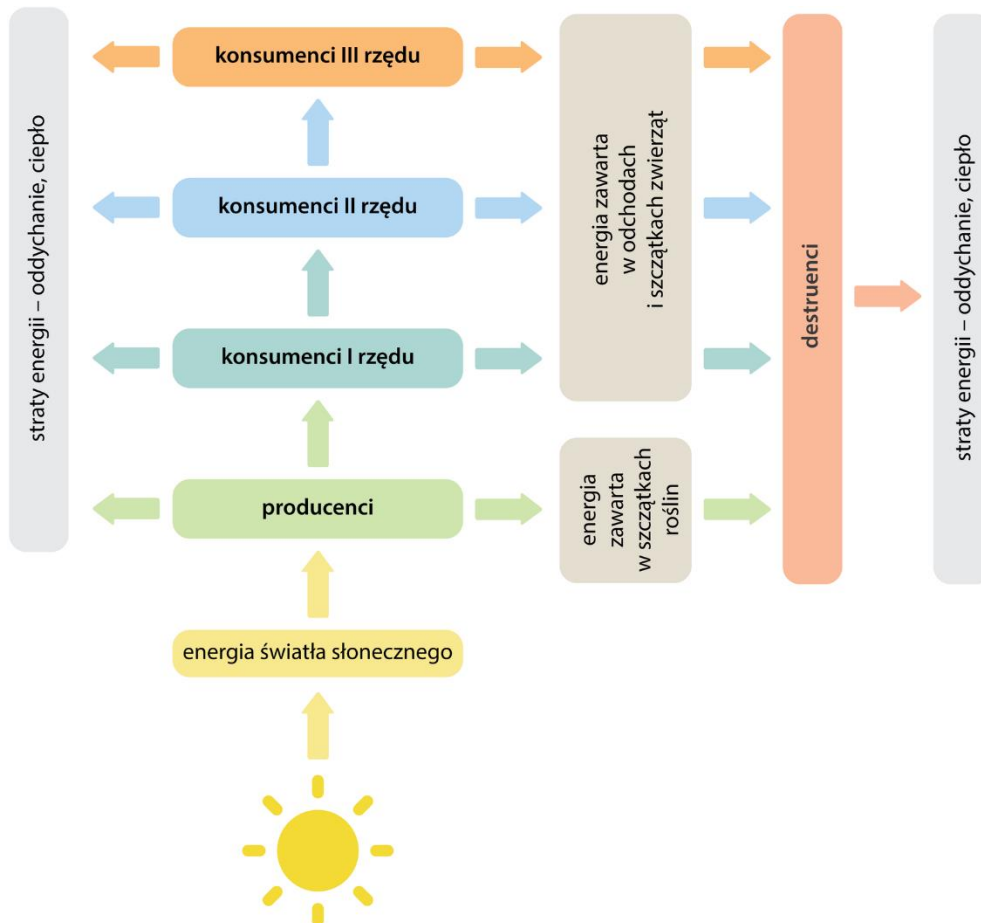 konsumenci III rzędu
konsumenci II rzędu
konsumenci I rzędu
producenci
energia światła słonecznego
straty energii – oddychanie, ciepło
energia zawarta
w odchodach
i szczątkach zwierząt
energia
zawarta
w szczątkach
roślin
destruenci
straty energii – oddychanie, ciepło